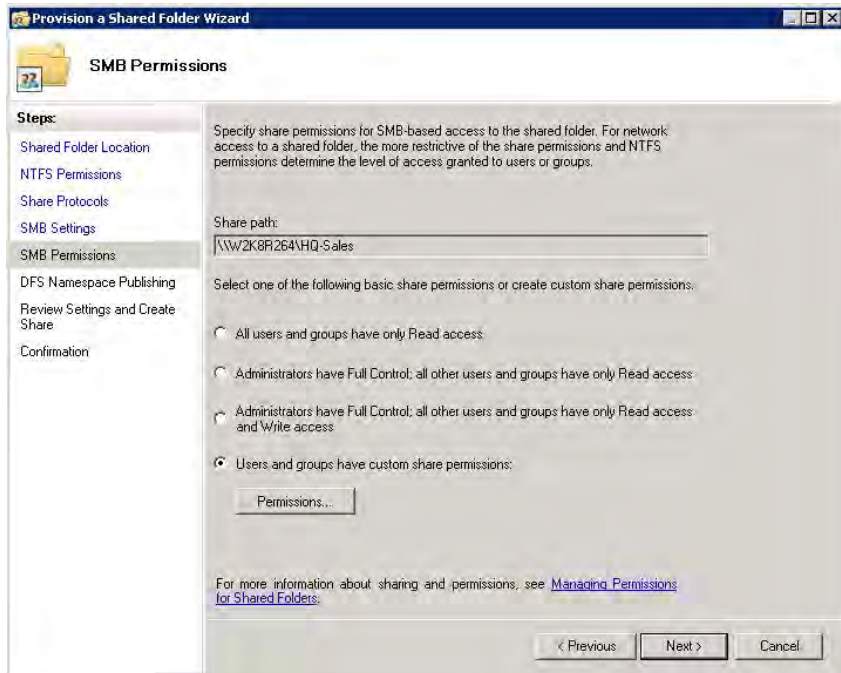 Provision a Shared Folder Wizard
SMB Permissions
Steps:
Shared Folder Location
NTFS Permissions
Share Protocols
SMB Settings
SMB Permissions
DFS Namespace Publishing
Review Settings and Create
Share
Confirmation
Specify share permissions for SMB-based access to the shared folder. For network
access to a shared folder, the more restrictive of the share permissions and NTFS
permissions determine the level of access granted to users or groups.
Share path:
\\W2K8R264\HQ-Sales
Select one of the following basic share permissions or create custom share permissions.
All users and groups have only Read access
Administrators have Full Control; all other users and groups have only Read access
Administrators have Full Control; all other users and groups have only Read access
and Write access
Users and groups have custom share permissions:
Permissions...
For more information about sharing and permissions, see Managing Permissions
for Shared Folders.
< Previous
Next >
Cancel